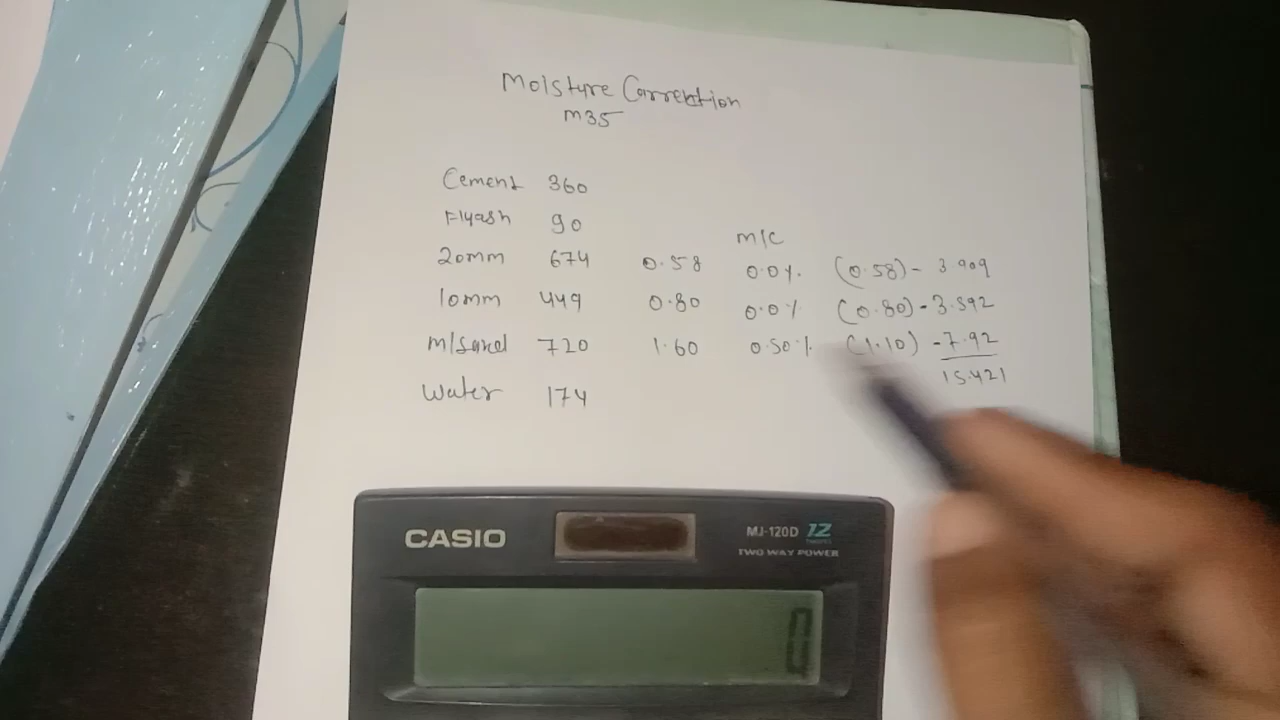 Moisture Correction
M35
Cement 360
Flyash 90
M/C
20mm 674 0.58 0.0%. (0.58) - 3.909
10mm 449 0.80 0.0% (0.80) - 3.592
M/Sand 720 1.60 0.50% (1.10) - 7.92
15.421
Water 174
CASIO MJ-120D 12
TWO WAY POWER
0